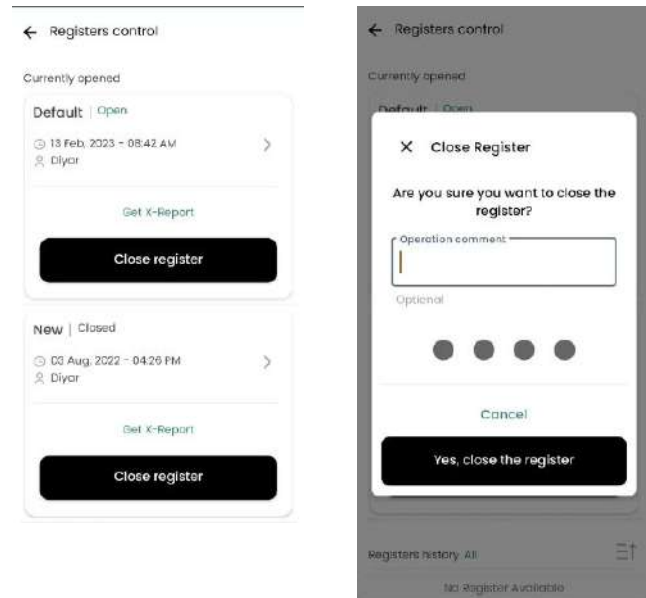 Registers control
Currently opened
Default | Open
13 Feb, 2023 - 08:42 AM
Diyar
Get X-Report
Close register
New | Closed
03 Aug, 2022 - 04:26 PM
Diyar
Get X-Report
Close register
Registers control
Currently opened
Default | Open
Close Register
Are you sure you want to close the
register?
Operation comment
Optional
Cancel
Yes, close the register
Registers history All
No Register Available